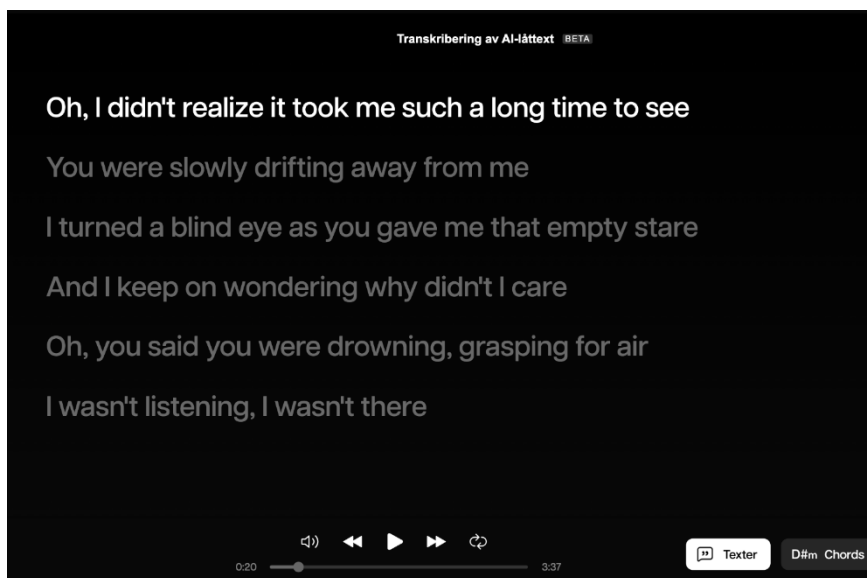 Transkribering av AI-låttext BETA
Oh, I didn't realize it took me such a long time to see
You were slowly drifting away from me
I turned a blind eye as you gave me that empty stare
And I keep on wondering why didn't I care
Oh, you said you were drowning, grasping for air
I wasn't listening, I wasn't there
0:20 3:37
Texter D#m Chords